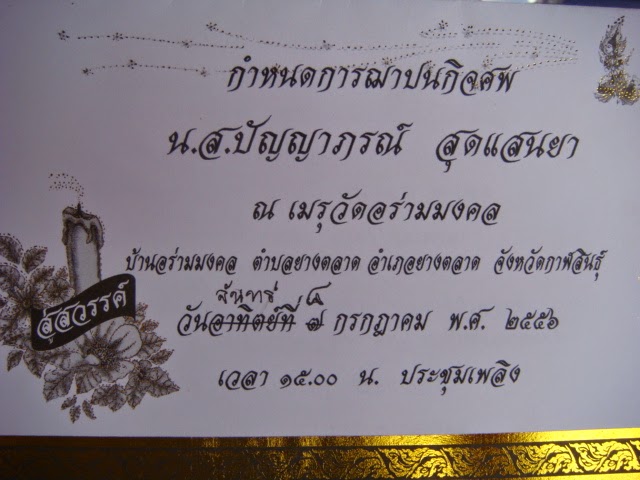 กำหนดการฌาปนกิจศพ
น.ส.ปัญญาภรณ์ สุดแสนยา
ณ เมรุวัดอร่ามมงคล
บ้านอร่ามมงคล ตำบลยางตลาด อำเภอยางตลาด จังหวัดกาฬสินธุ์
จันทร์ ๘
วันอาทิตย์ที่ ๗ กรกฎาคม พ.ศ. ๒๕๕๖
เวลา ๑๕.๐๐ น. ประชุมเพลิง
สู่สวรรค์